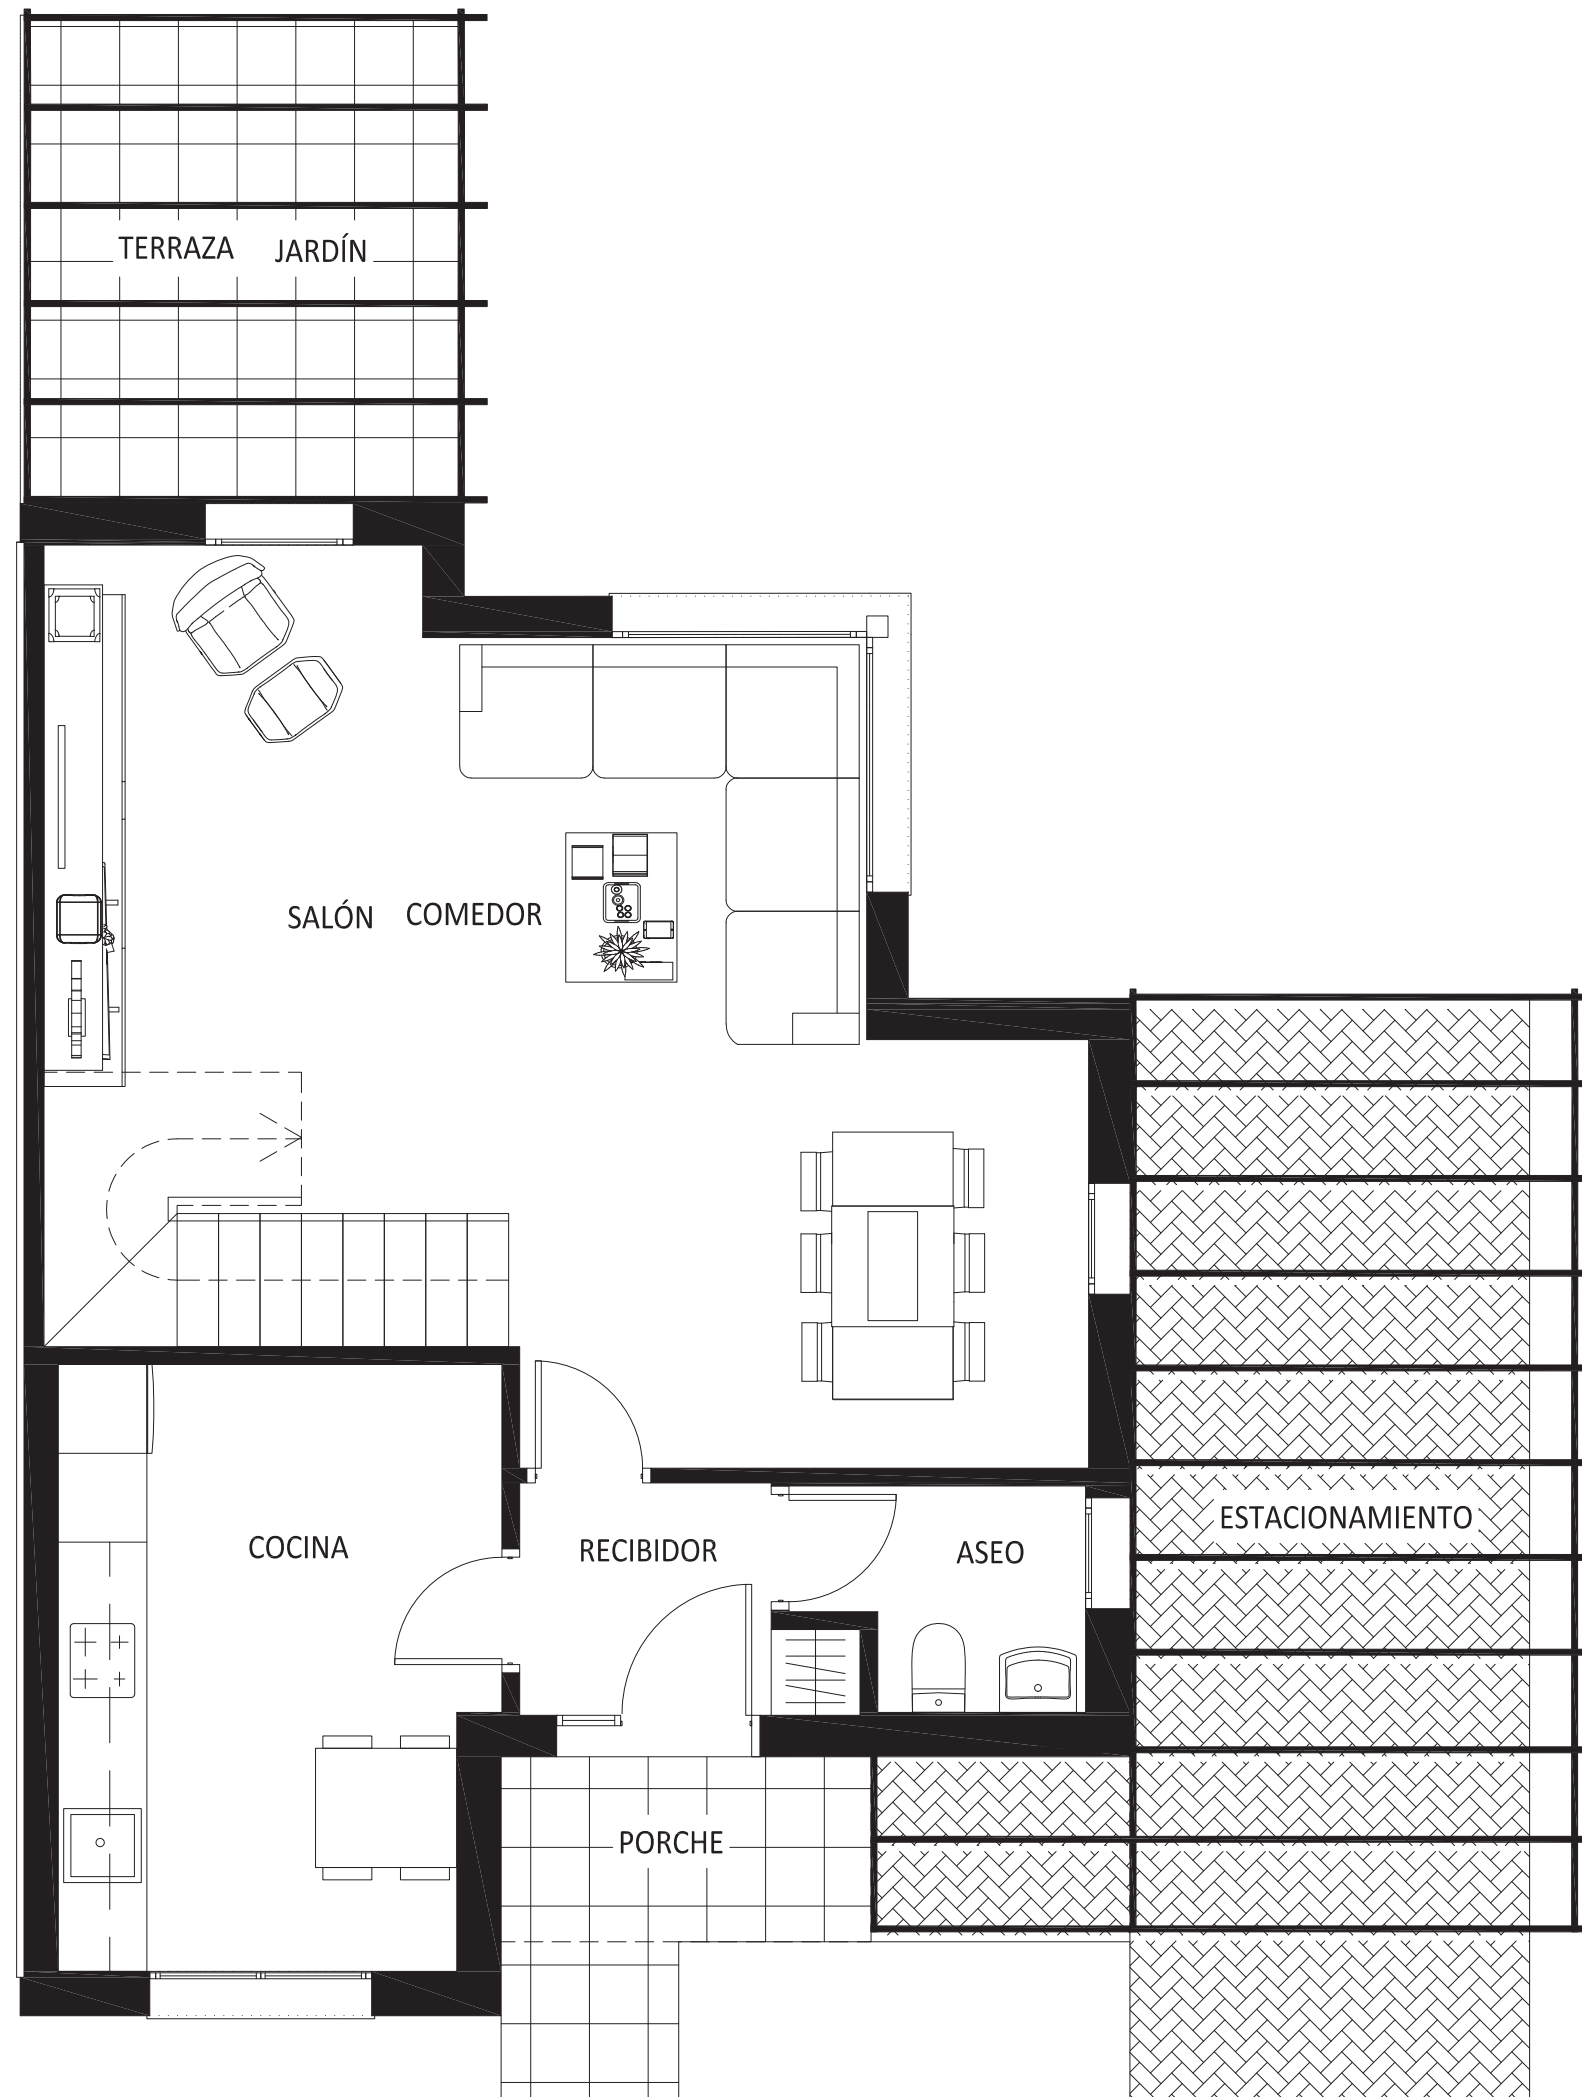 TERRAZA JARDÍN
SALÓN COMEDOR
ESTACIONAMIENTO
COCINA
RECIBIDOR
ASEO
PORCHE